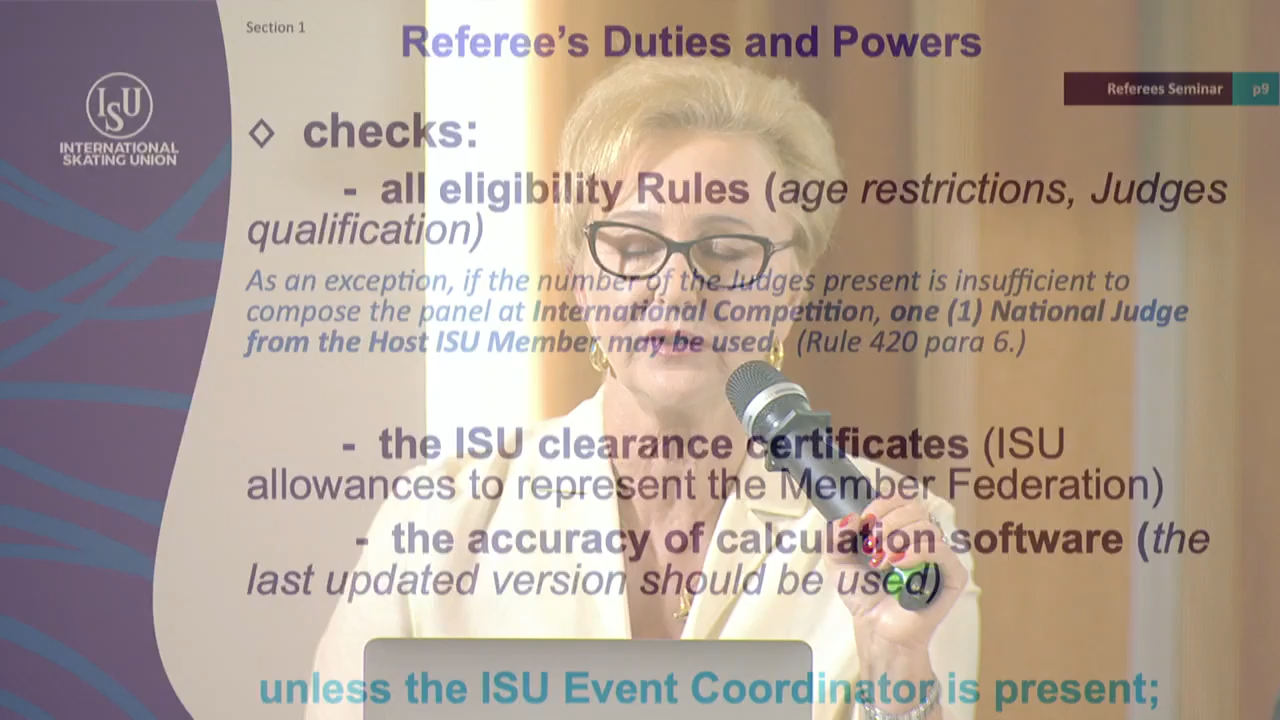 Section 1
Referee's Duties and Powers
ISU
INTERNATIONAL
SKATING UNION
Referees Seminar p9
◇ checks:
- all eligibility Rules (age restrictions, Judges
qualification)
As an exception, if the number of the Judges present is insufficient to
compose the panel at International Competition, one (1) National Judge
from the Host ISU Member may be used. (Rule 420 para 6.)
- the ISU clearance certificates (ISU
allowances to represent the Member Federation)
- the accuracy of calculation software (the
last updated version should be used)
unless the ISU Event Coordinator is present;